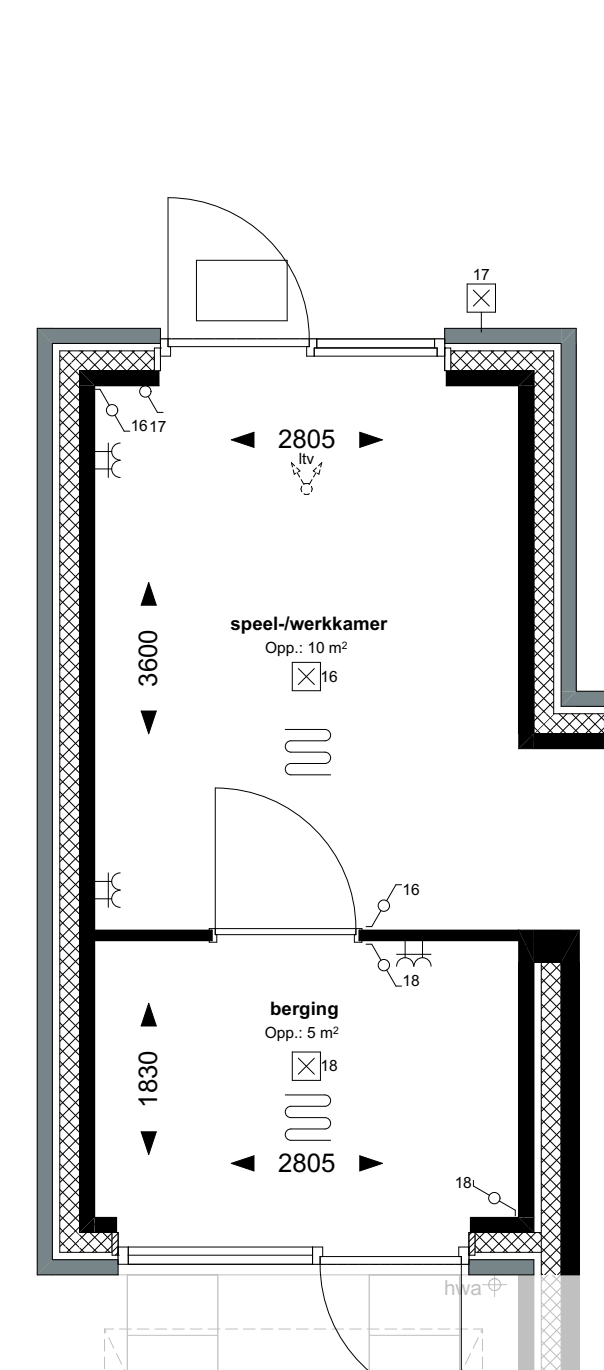 17
16 17
2805
ltv
3600
speel-/werkkamer
Opp.: 10 m²
16
16
18
berging
Opp.: 5 m²
18
1830
2805
18
hwa